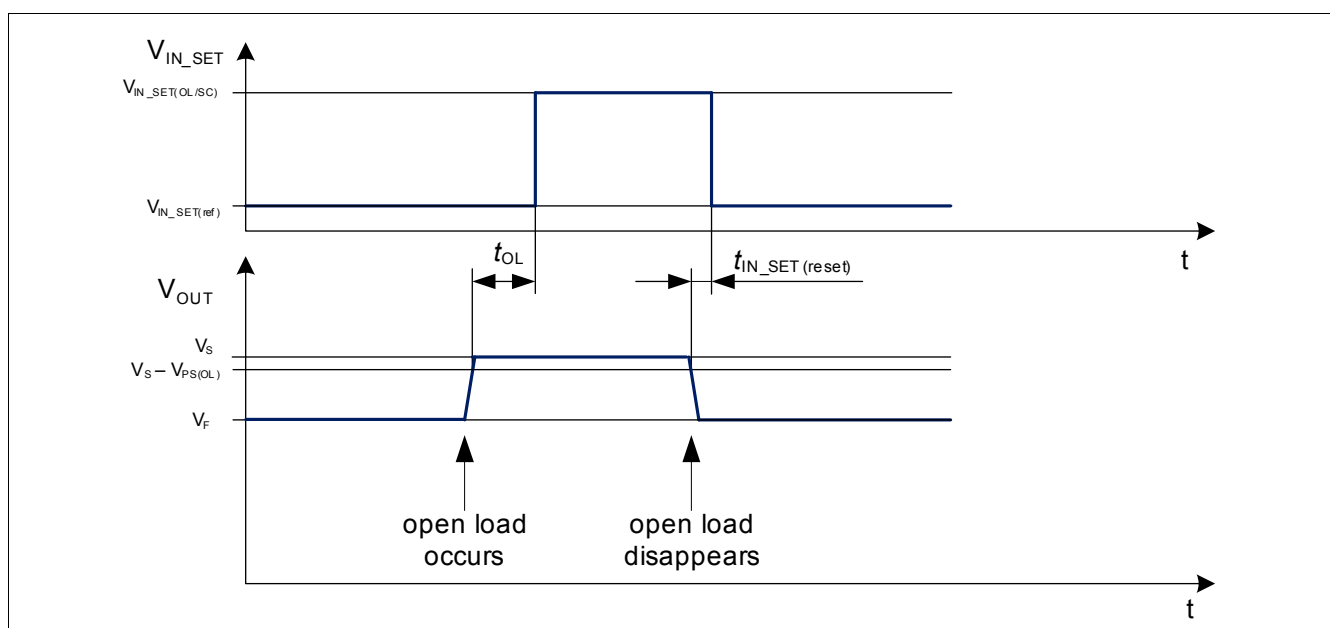 V_IN_SET
V_IN_SET(OL/SC)
V_IN_SET(ref)
t
t_OL
t_IN_SET (reset)
V_OUT
V_S
V_S – V_PS(OL)
V_F
open load
occurs
open load
disappears
t